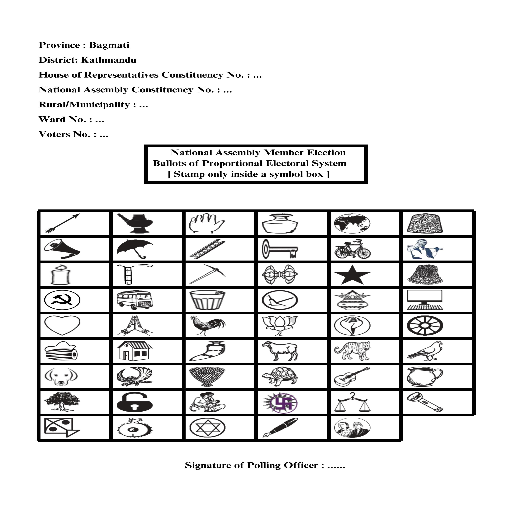 Province : Bagmati
District: Kathmandu
House of Representatives Constituency No. : ...
National Assembly Constituency No. : ...
Rural/Municipality : ...
Ward No. : ...
Voters No. : ...
National Assembly Member Election
Ballots of Proportional Electoral System
[ Stamp only inside a symbol box ]
Signature of Polling Officer : ......